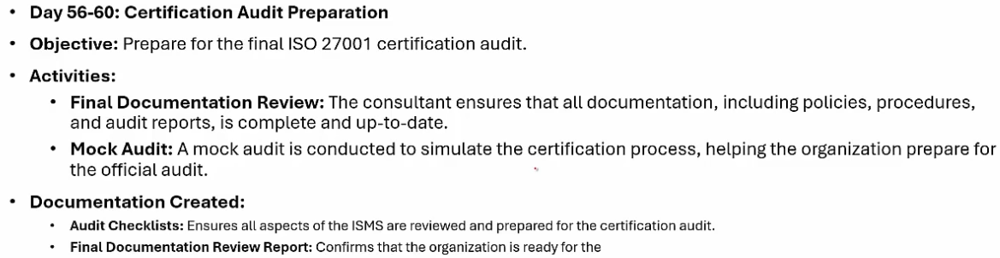 • Day 56-60: Certification Audit Preparation
• Objective: Prepare for the final ISO 27001 certification audit.
• Activities:
• Final Documentation Review: The consultant ensures that all documentation, including policies, procedures,
and audit reports, is complete and up-to-date.
• Mock Audit: A mock audit is conducted to simulate the certification process, helping the organization prepare for
the official audit.
• Documentation Created:
• Audit Checklists: Ensures all aspects of the ISMS are reviewed and prepared for the certification audit.
• Final Documentation Review Report: Confirms that the organization is ready for the